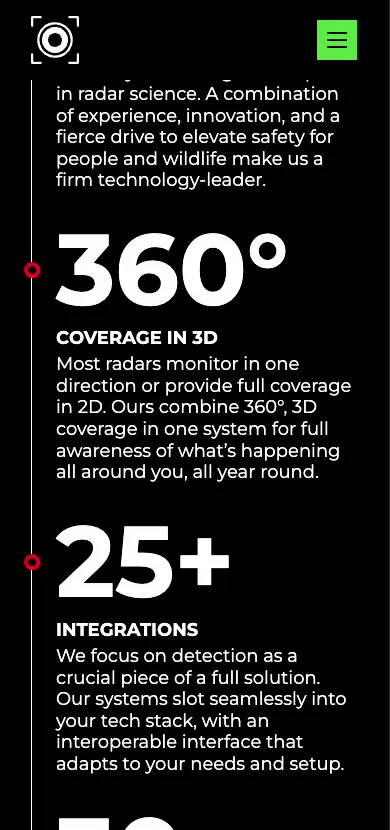 in radar science. A combination
of experience, innovation, and a
fierce drive to elevate safety for
people and wildlife make us a
firm technology-leader.
360°
COVERAGE IN 3D
Most radars monitor in one
direction or provide full coverage
in 2D. Ours combine 360°, 3D
coverage in one system for full
awareness of what’s happening
all around you, all year round.
25+
INTEGRATIONS
We focus on detection as a
crucial piece of a full solution.
Our systems slot seamlessly into
your tech stack, with an
interoperable interface that
adapts to your needs and setup.